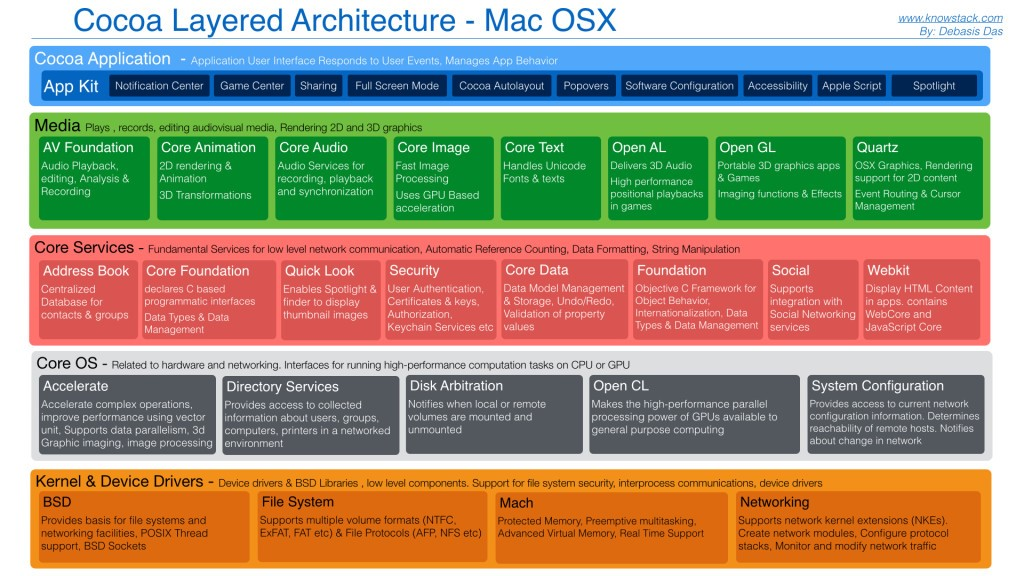 Cocoa Layered Architecture - Mac OSX
www.knowstack.com
By: Debasis Das
Cocoa Application - Application User Interface Responds to User Events, Manages App Behavior
App Kit
Notification Center
Game Center
Sharing
Full Screen Mode
Cocoa Autolayout
Popovers
Software Configuration
Accessibility
Apple Script
Spotlight
Media Plays , records, editing audiovisual media, Rendering 2D and 3D graphics
AV Foundation
Audio Playback,
editing, Analysis &
Recording
Core Animation
2D rendering &
Animation
3D Transformations
Core Audio
Audio Services for
recording, playback
and synchronization
Core Image
Fast Image
Processing
Uses GPU Based
acceleration
Core Text
Handles Unicode
Fonts & texts
Open AL
Delivers 3D Audio
High performance
positional playbacks
in games
Open GL
Portable 3D graphics apps
& Games
Imaging functions & Effects
Quartz
OSX Graphics, Rendering
support for 2D content
Event Routing & Cursor
Management
Core Services - Fundamental Services for low level network communication, Automatic Reference Counting, Data Formatting, String Manipulation
Address Book
Centralized
Database for
contacts & groups
Core Foundation
declares C based
programmatic interfaces
Data Types & Data
Management
Quick Look
Enables Spotlight &
finder to display
thumbnail images
Security
User Authentication,
Certificates & keys,
Authorization,
Keychain Services etc
Core Data
Data Model Management
& Storage, Undo/Redo,
Validation of property
values
Foundation
Objective C Framework for
Object Behavior,
Internationalization, Data
Types & Data Management
Social
Supports
integration with
Social Networking
services
Webkit
Display HTML Content
in apps. contains
WebCore and
JavaScript Core
Core OS - Related to hardware and networking. Interfaces for running high-performance computation tasks on CPU or GPU
Accelerate
Accelerate complex operations,
improve performance using vector
unit, Supports data parallelism, 3d
Graphic imaging, image processing
Directory Services
Provides access to collected
information about users, groups,
computers, printers in a networked
environment
Disk Arbitration
Notifies when local or remote
volumes are mounted and
unmounted
Open CL
Makes the high-performance parallel
processing power of GPUs available to
general purpose computing
System Configuration
Provides access to current network
configuration information. Determines
reachability of remote hosts. Notifies
about change in network
Kernel & Device Drivers - Device drivers & BSD Libraries , low level components. Support for file system security, interprocess communications, device drivers
BSD
Provides basis for file systems and
networking facilities, POSIX Thread
support, BSD Sockets
File System
Supports multiple volume formats (NTFC,
ExFAT, FAT etc) & File Protocols (AFP, NFS etc)
Mach
Protected Memory, Preemptive multitasking,
Advanced Virtual Memory, Real Time Support
Networking
Supports network kernel extensions (NKEs).
Create network modules, Configure protocol
stacks, Monitor and modify network traffic